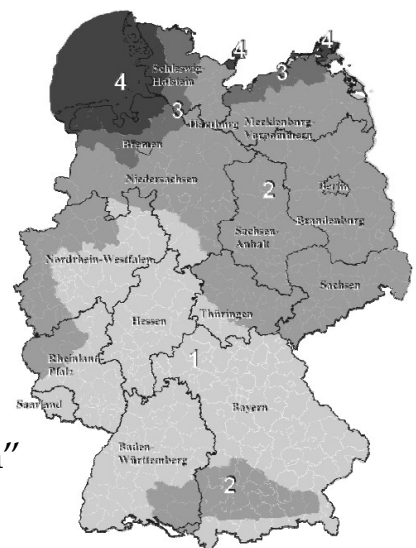 4
4
4
Schleswig-
Holstein
3
3
Hamburg
Mecklenburg-
Vorpommern
Bremen
Niedersachsen
2
Berlin
Brandenburg
Sachsen-
Anhalt
Nordrhein-Westfalen
Sachsen
Hessen
Thüringen
1
Rheinland-
Pfalz
Saarland
Bayern
Baden-
Württemberg
2